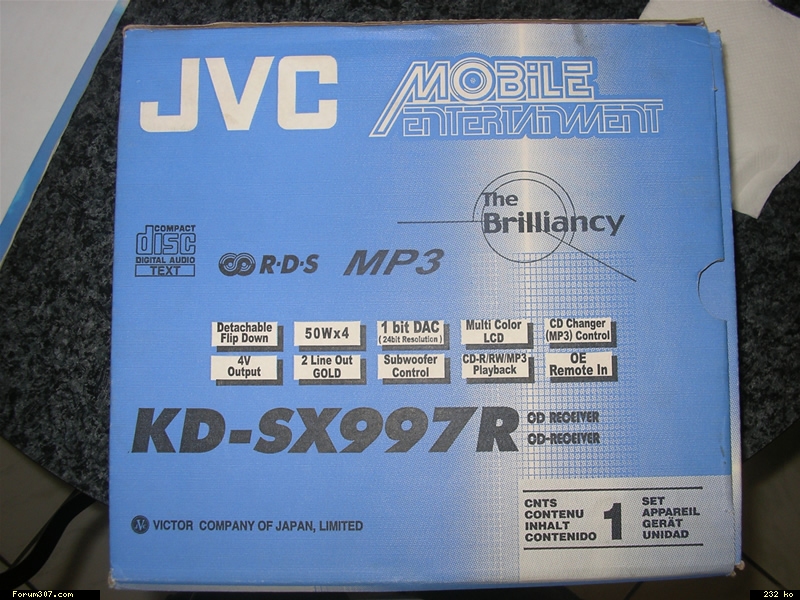 JVC
MOBILE
ENTERTAINMENT
The
Brilliancy
COMPACT
disc
DIGITAL AUDIO
TEXT
R·D·S
MP3
Detachable
Flip Down
50Wx4
1 bit DAC
(24bit Resolution)
Multi Color
LCD
CD Changer
(MP3) Control
4V
Output
2 Line Out
GOLD
Subwoofer
Control
CD-R/RW/MP3
Playback
OE
Remote In
KD-SX997R
CD RECEIVER
CD-RECEIVER
CNTS
CONTENU
INHALT
CONTENIDO
1
SET
APPAREIL
GERÄT
UNIDAD
VICTOR COMPANY OF JAPAN, LIMITED
Forum307.com
232 ko